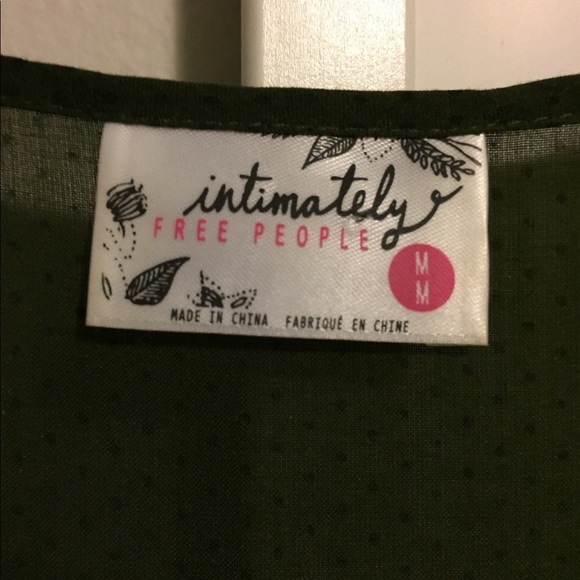 intimately
FREE PEOPLE
M
M
MADE IN CHINA FABRIQUÉ EN CHINE